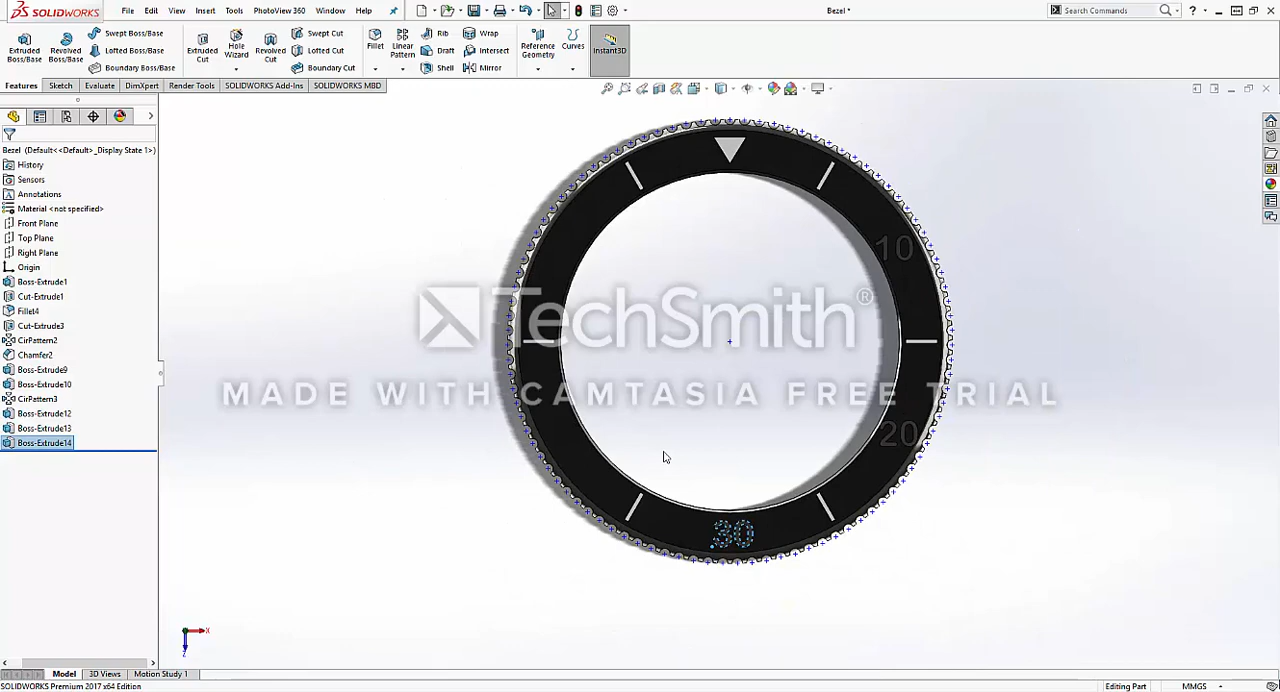 SOLIDWORKS
File Edit View Insert Tools PhotoView 360 Window Help
Bezel *
Search Commands
Extruded Boss/Base
Revolved Boss/Base
Swept Boss/Base
Lofted Boss/Base
Boundary Boss/Base
Extruded Cut
Hole Wizard
Revolved Cut
Swept Cut
Lofted Cut
Boundary Cut
Fillet
Linear Pattern
Rib
Draft
Shell
Wrap
Intersect
Mirror
Reference Geometry
Curves
Instant3D
Features Sketch Evaluate DimXpert Render Tools SOLIDWORKS Add-Ins SOLIDWORKS MBD
Bezel (Default<<Default>_Display State 1>)
History
Sensors
Annotations
Material <not specified>
Front Plane
Top Plane
Right Plane
Origin
Boss-Extrude1
Cut-Extrude1
Fillet4
Cut-Extrude3
CirPattern2
Chamfer2
Boss-Extrude9
Boss-Extrude10
CirPattern3
Boss-Extrude12
Boss-Extrude13
Boss-Extrude14
10
20
30
TechSmith®
MADE WITH CAMTASIA FREE TRIAL
X
Z
Model 3D Views Motion Study 1
SOLIDWORKS Premium 2017 x64 Edition
Editing Part
MMGS